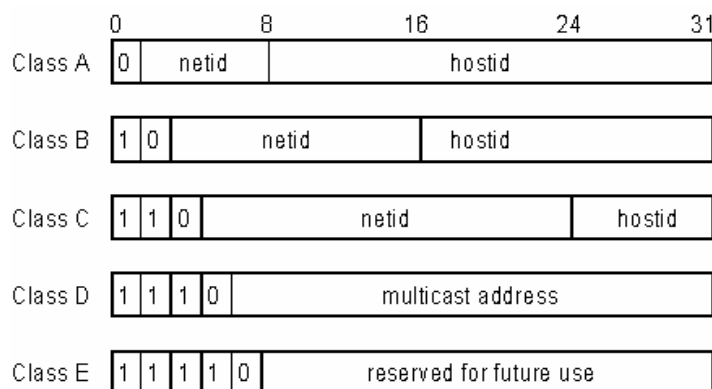 0 8 16 24 31
Class A 0 netid hostid
Class B 1 0 netid hostid
Class C 1 1 0 netid hostid
Class D 1 1 1 0 multicast address
Class E 1 1 1 1 0 reserved for future use